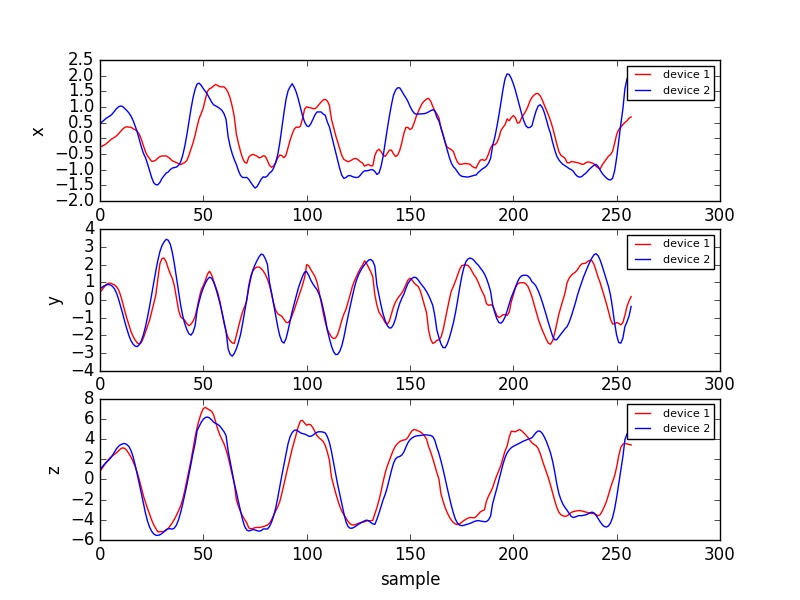 2.5
2.0
1.5
1.0
0.5
0.0
−0.5
−1.0
−1.5
−2.0
x
device 1
device 2
0 50 100 150 200 250 300
4
3
2
1
0
−1
−2
−3
−4
y
device 1
device 2
0 50 100 150 200 250 300
8
6
4
2
0
−2
−4
−6
z
device 1
device 2
0 50 100 150 200 250 300
sample